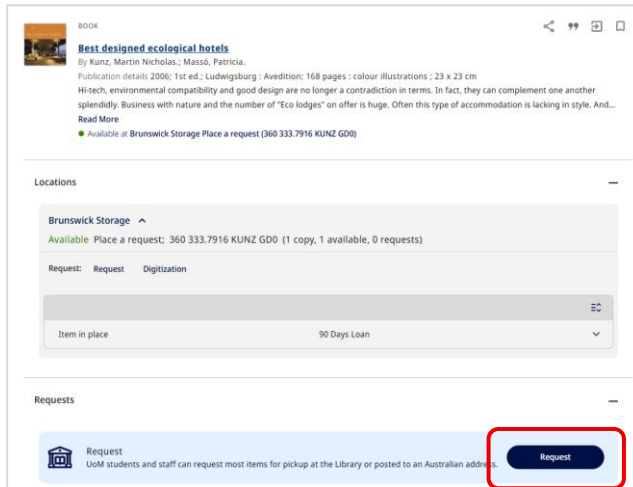 BOOK
Best designed ecological hotels
By Kunz, Martin Nicholas.; Massó, Patricia.
Publication details 2006; 1st ed.; Ludwigsburg : Avedition; 168 pages : colour illustrations ; 23 x 23 cm
Hi-tech, environmental compatibility and good design are no longer a contradiction in terms. In fact, they can complement one another
splendidly. Business with nature and the number of "Eco lodges" on offer is huge. Often this type of accommodation is lacking in style. And...
Read More
Available at Brunswick Storage Place a request (360 333.7916 KUNZ GD0)
Locations
Brunswick Storage
Available Place a request; 360 333.7916 KUNZ GD0 (1 copy, 1 available, 0 requests)
Request: Request Digitization
Item in place 90 Days Loan
Requests
Request
UoM students and staff can request most items for pickup at the Library or posted to an Australian address.
Request